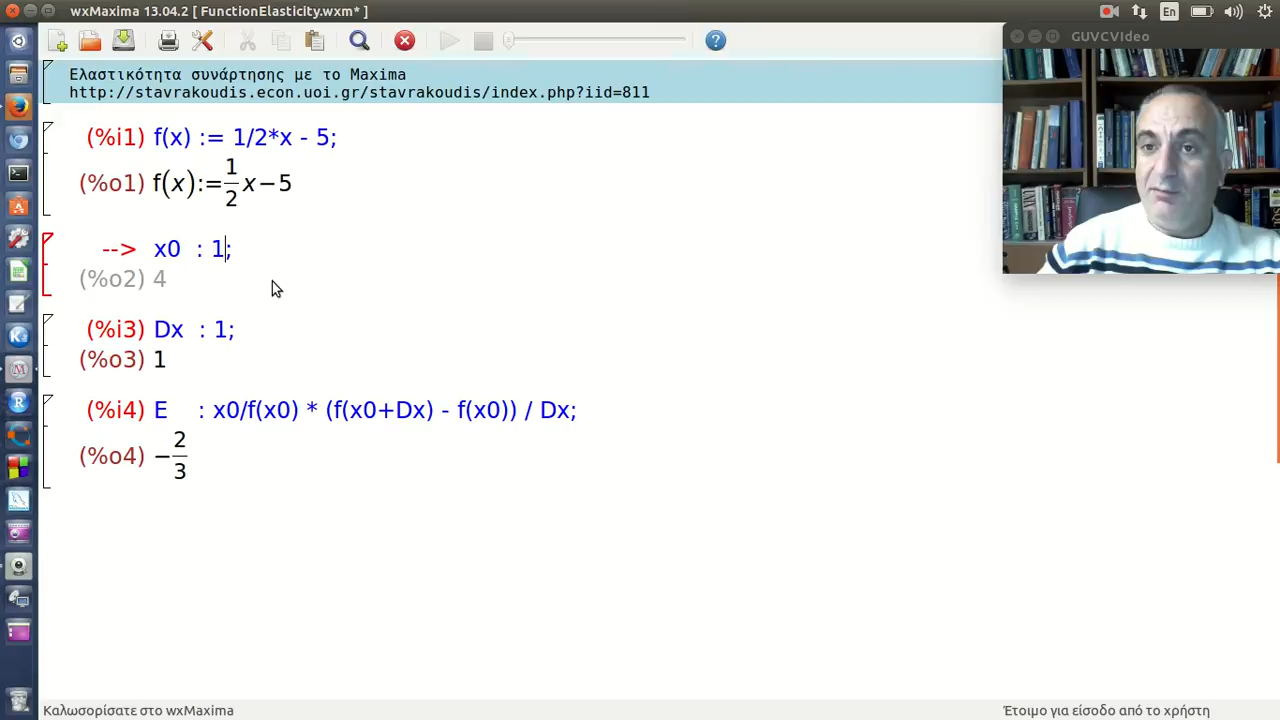 wxMaxima 13.04.2 [ FunctionElasticity.wxm* ]
En
GUVCVIdeo
Ελαστικότητα συνάρτησης με το Maxima
http://stavrakoudis.econ.uoi.gr/stavrakoudis/index.php?iid=811
(%i1) f(x) := 1/2*x - 5;
(%o1) f(x):=1/2 x−5
--> x0 : 1;
(%o2) 4
(%i3) Dx : 1;
(%o3) 1
(%i4) E : x0/f(x0) * (f(x0+Dx) - f(x0)) / Dx;
(%o4) −2/3
Καλωσορίσατε στο wxMaxima
Έτοιμο για είσοδο από το χρήστη